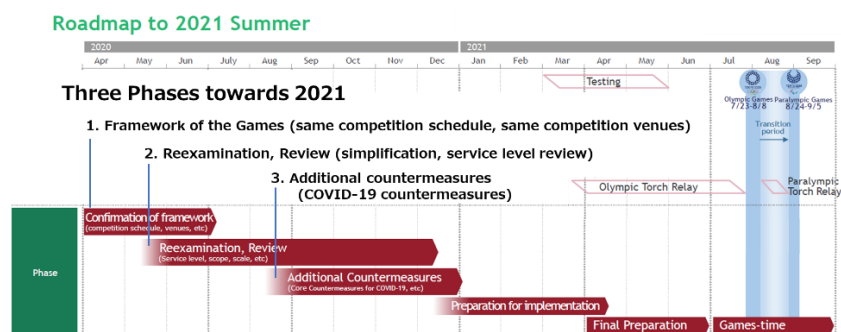 Roadmap to 2021 Summer
2020 2021
Apr May Jun July Aug Sep Oct Nov Dec Jan Feb Mar Apr May Jun Jul Aug Sep
Testing
Three Phases towards 2021
Olympic Games Paralympic Games
7/23-8/8 8/24-9/5
1. Framework of the Games (same competition schedule, same competition venues)
Transition
period
2. Reexamination, Review (simplification, service level review)
3. Additional countermeasures
(COVID-19 countermeasures)
Olympic Torch Relay
Paralympic
Torch Relay
Phase
Confirmation of framework
(competition schedule, venues, etc)
Reexamination, Review
(Service level, scope, scale, etc)
Additional Countermeasures
(Core Countermeasures for COVID-19, etc)
Preparation for implementation
Final Preparation
Games-time